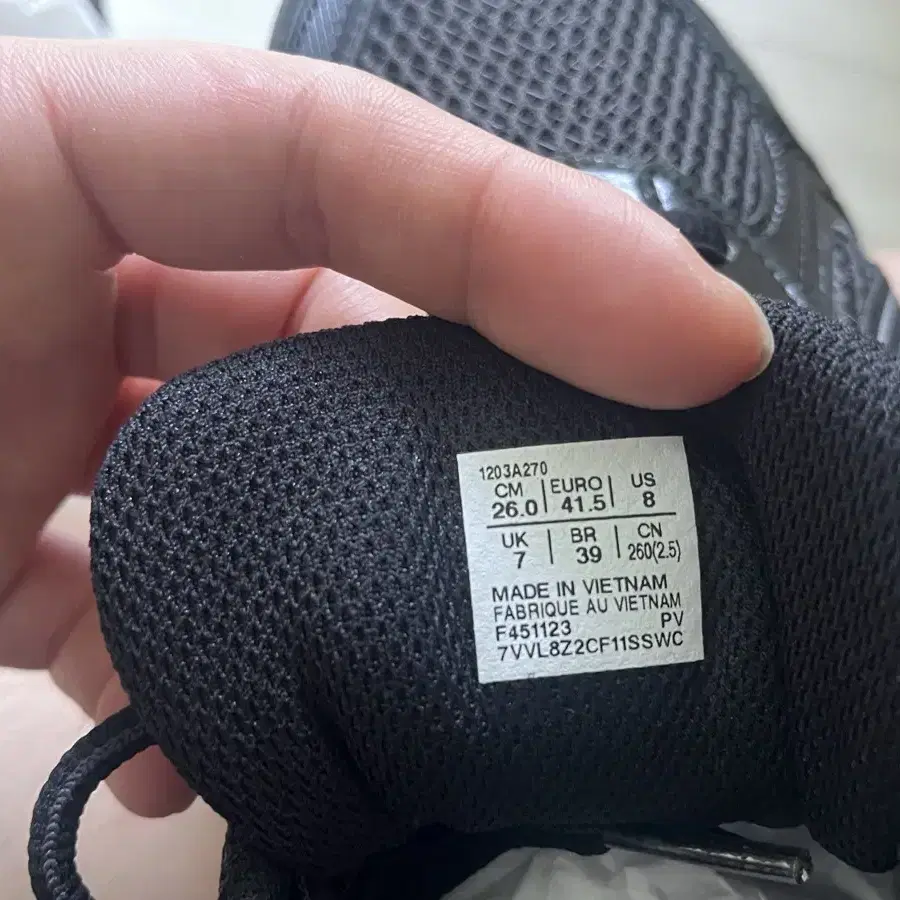 1203A270
CM EURO US
26.0 41.5 8
UK BR CN
7 39 260(2.5)
MADE IN VIETNAM
FABRIQUE AU VIETNAM
F451123 PV
7VVL8Z2CF11SSWC